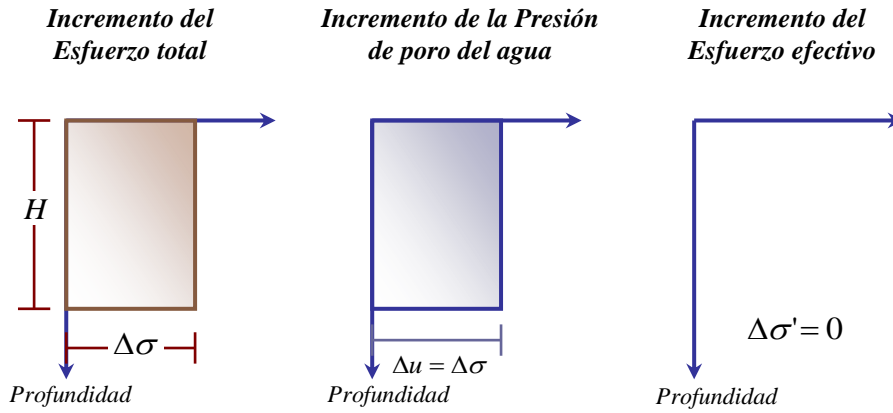 Incremento del
Esfuerzo total
Incremento de la Presión
de poro del agua
Incremento del
Esfuerzo efectivo
H
Δσ
Profundidad
Δu = Δσ
Profundidad
Δσ' = 0
Profundidad